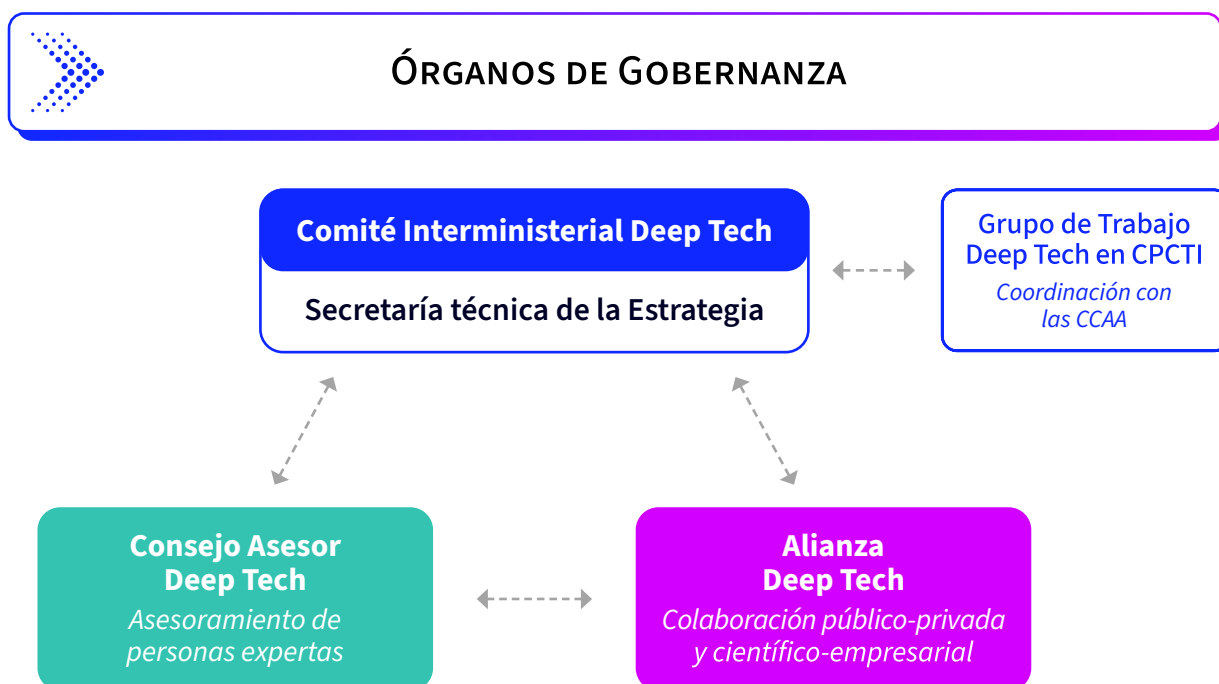 Órganos de Gobernanza
Comité Interministerial Deep Tech
Secretaría técnica de la Estrategia
Grupo de Trabajo
Deep Tech en CPCTI
Coordinación con
las CCAA
Consejo Asesor
Deep Tech
Asesoramiento de
personas expertas
Alianza
Deep Tech
Colaboración público-privada
y científico-empresarial